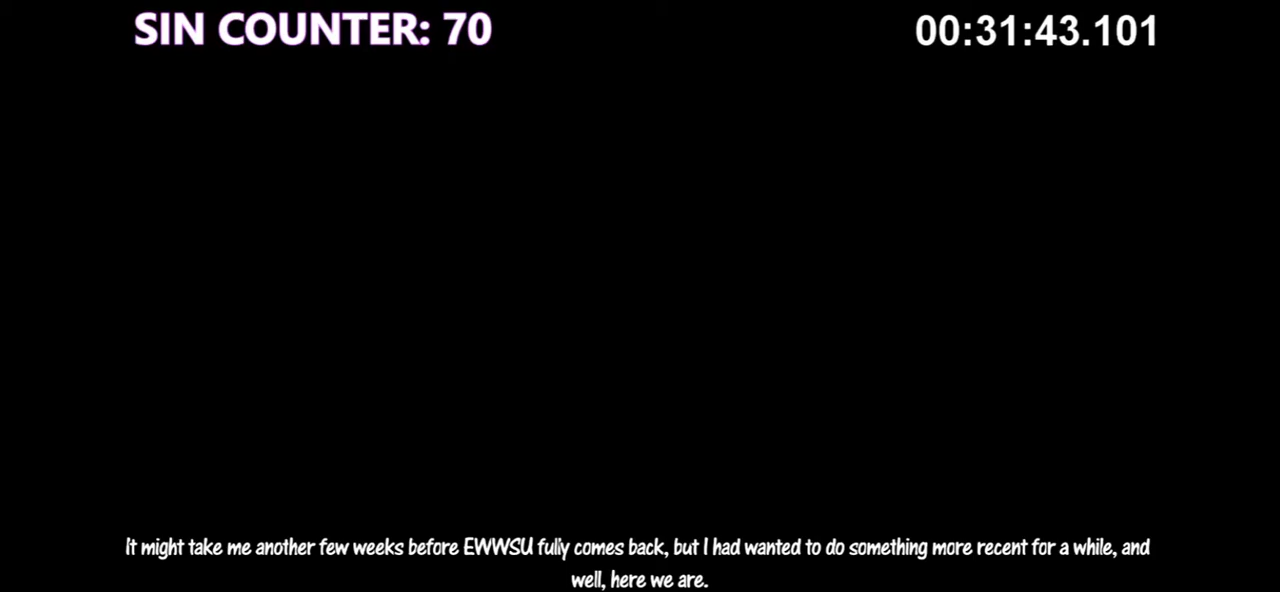 SIN COUNTER: 70
00:31:43.101
It might take me another few weeks before EWWSU fully comes back, but I had wanted to do something more recent for a while, and
well, here we are.